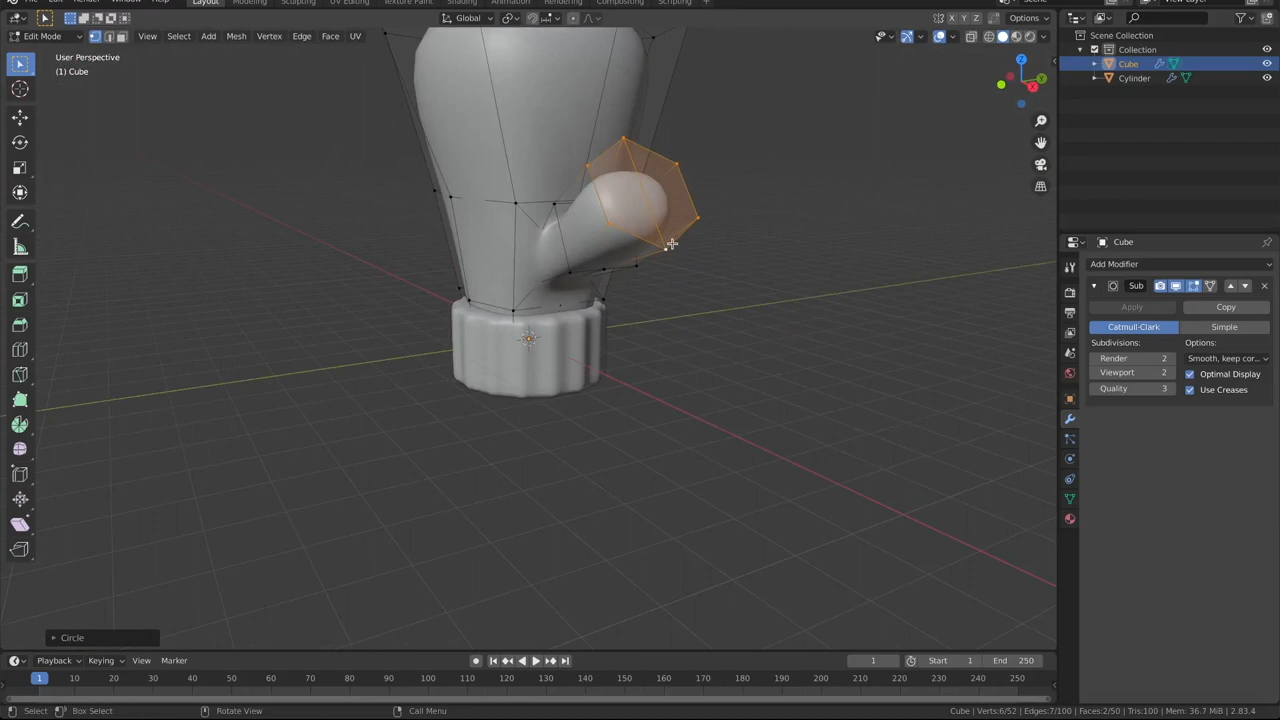 Layout Modeling Sculpting UV Editing Texture Paint Shading Animation Rendering Compositing Scripting
Global
Options
Edit Mode View Select Add Mesh Vertex Edge Face UV
X Y Z
User Perspective
(1) Cube
Z
Y
X
Scene Collection
Collection
Cube
Cylinder
Cube
Add Modifier
Sub
Apply Copy
Catmull-Clark Simple
Subdivisions: Options:
Render 2 Smooth, keep cor...
Viewport 2 Optimal Display
Quality 3 Use Creases
Circle
Playback Keying View Marker
1 Start 1 End 250
1 10 20 30 40 50 60 70 80 90 100 110 120 130 140 150 160 170 180 190 200 210 220 230 240 250
Select Box Select Rotate View Call Menu
Cube | Verts:6/52 | Edges:7/100 | Faces:2/50 | Tris:100 | Mem: 36.7 MiB | 2.83.4